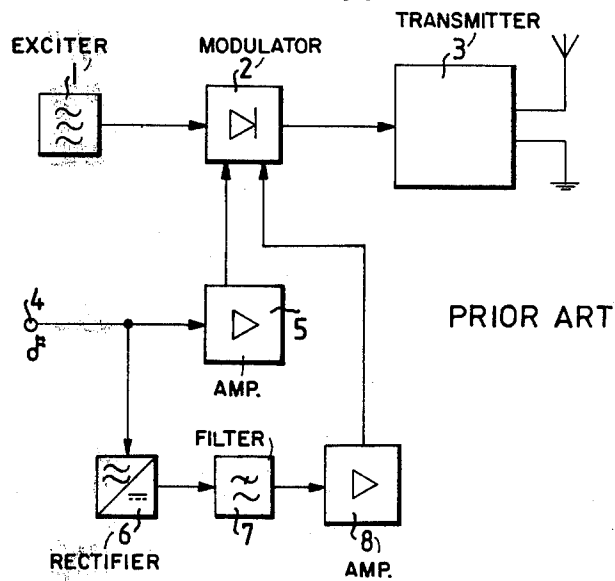 TRANSMITTER
EXCITER
MODULATOR
1
2
3
4
5
PRIOR ART
AMP.
FILTER
6
7
8
RECTIFIER
AMP.